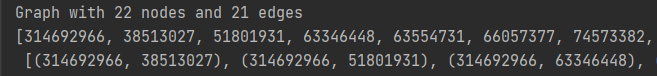 Graph with 22 nodes and 21 edges
[314692966, 38513027, 51801931, 63346448, 63554731, 66057377, 74573382,
[(314692966, 38513027), (314692966, 51801931), (314692966, 63346448),